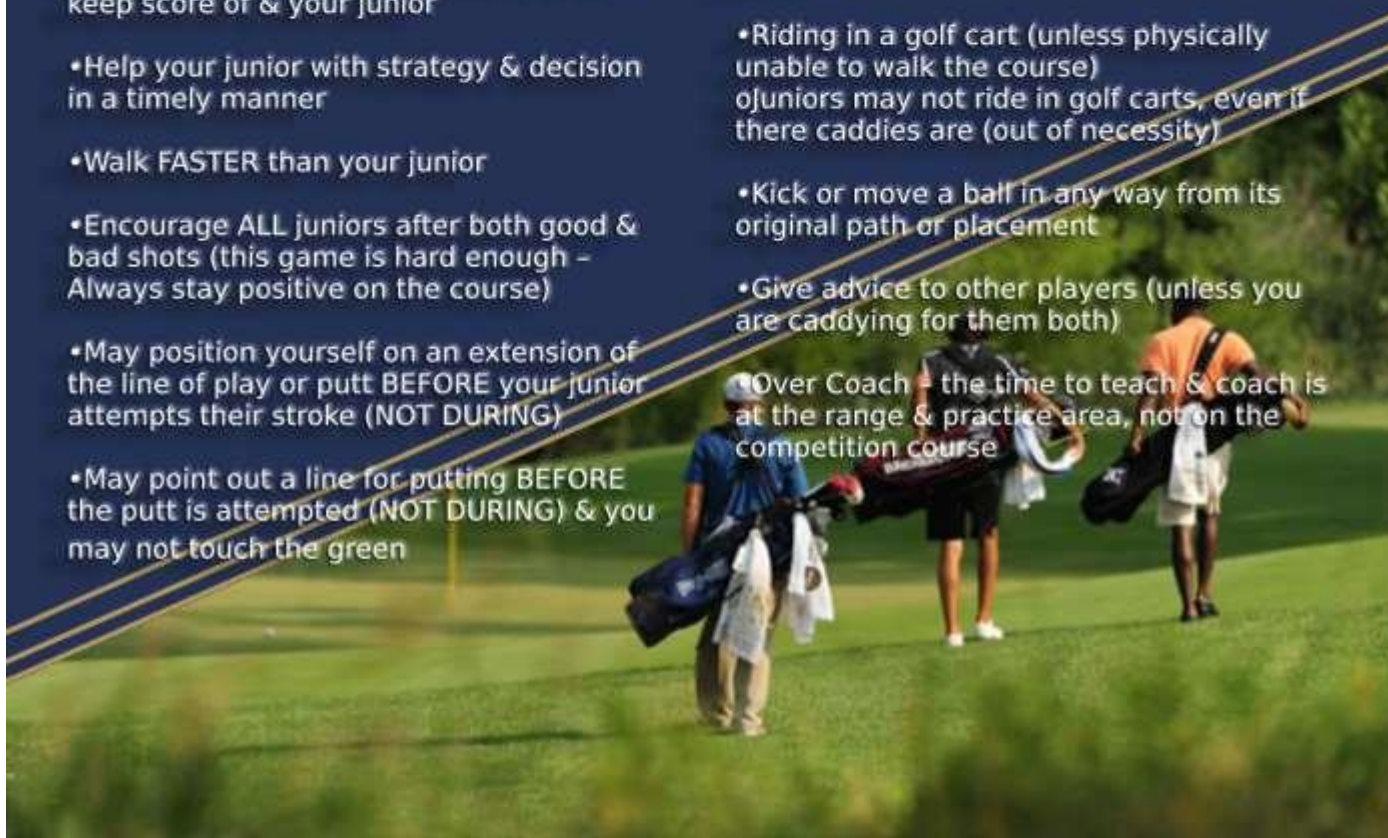 keep score of & your junior
•Help your junior with strategy & decision
in a timely manner
•Walk FASTER than your junior
•Encourage ALL juniors after both good &
bad shots (this game is hard enough –
Always stay positive on the course)
•May position yourself on an extension of
the line of play or putt BEFORE your junior
attempts their stroke (NOT DURING)
•May point out a line for putting BEFORE
the putt is attempted (NOT DURING) & you
may not touch the green
•Riding in a golf cart (unless physically
unable to walk the course)
oJuniors may not ride in golf carts, even if
there caddies are (out of necessity)
•Kick or move a ball in any way from its
original path or placement
•Give advice to other players (unless you
are caddying for them both)
•Over Coach – the time to teach & coach is
at the range & practice area, not on the
competition course